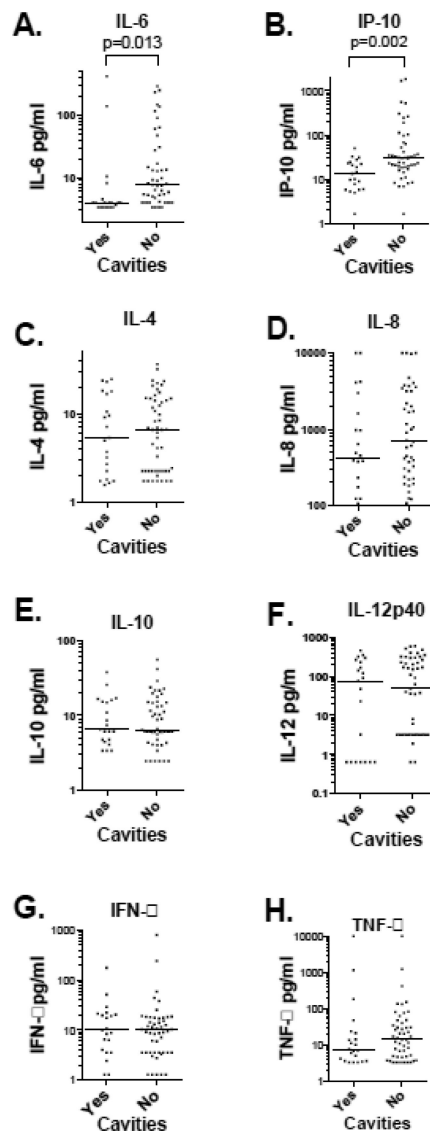 A.
IL-6
p=0.013
IL-6 pg/ml
100
10
Yes
No
Cavities
B.
IP-10
p=0.002
IP-10 pg/ml
1000
100
10
1
Yes
No
Cavities
C.
IL-4
IL-4 pg/ml
10
1
Yes
No
Cavities
D.
IL-8
IL-8 pg/ml
10000
1000
100
Yes
No
Cavities
E.
IL-10
IL-10 pg/ml
100
10
1
Yes
No
Cavities
F.
IL-12p40
IL-12 pg/m
1000
100
10
1
0.1
Yes
No
Cavities
G.
IFN-□
IFN-□pg/ml
1000
100
10
1
Yes
No
Cavities
H.
TNF-□
TNF-□ pg/ml
10000
1000
100
10
1
Yes
No
Cavities